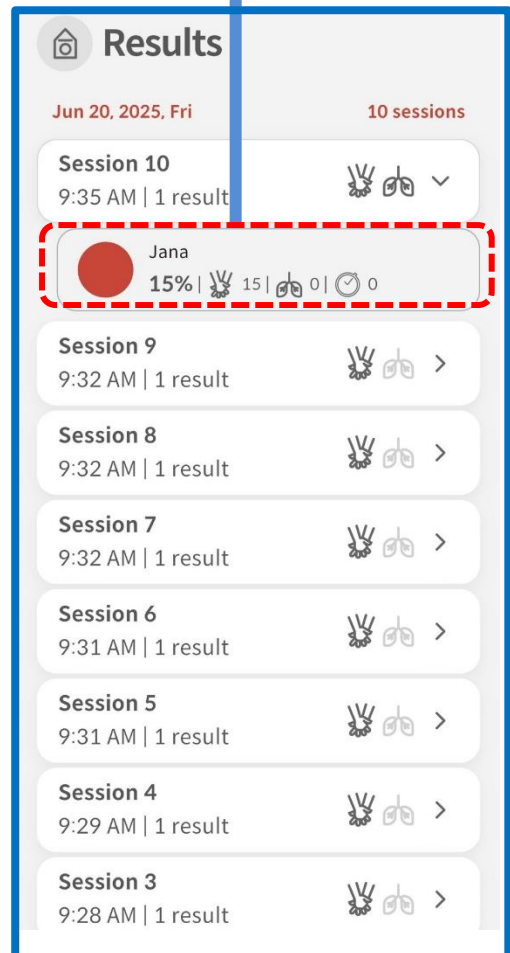 Results
Jun 20, 2025, Fri 10 sessions
Session 10
9:35 AM | 1 result
Jana
15% | 15 | 0 | 0
Session 9
9:32 AM | 1 result
Session 8
9:32 AM | 1 result
Session 7
9:32 AM | 1 result
Session 6
9:31 AM | 1 result
Session 5
9:31 AM | 1 result
Session 4
9:29 AM | 1 result
Session 3
9:28 AM | 1 result